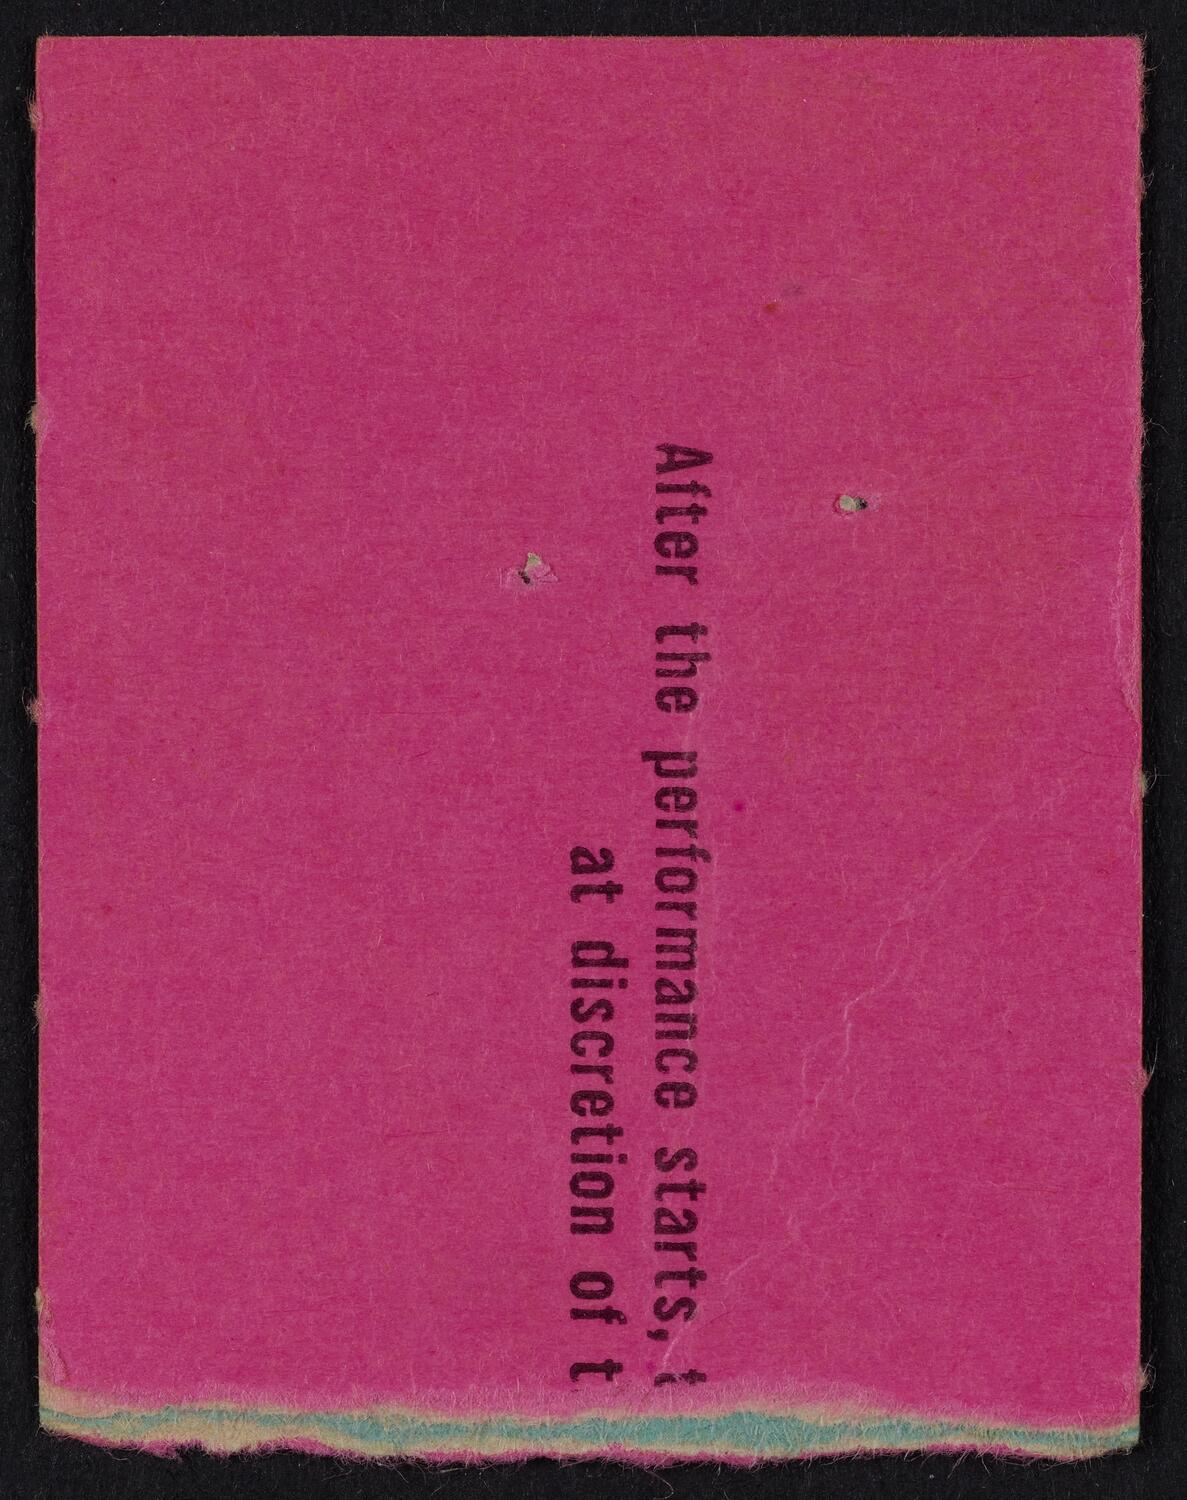 After the performance starts, t
at discretion of t